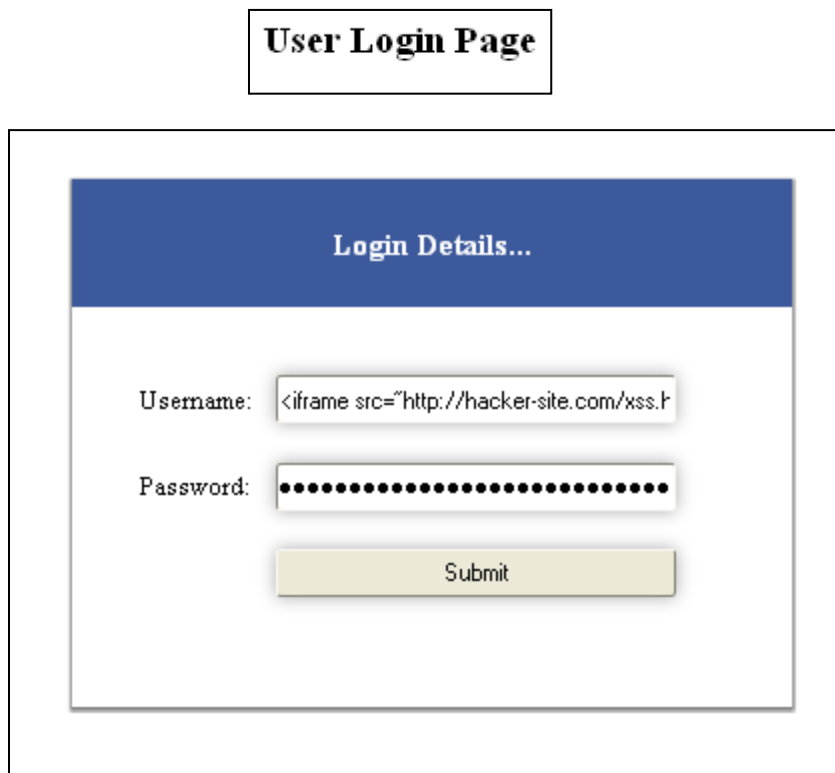 User Login Page
Login Details...
Username: <iframe src=˜http://hacker-site.com/xss.h
Password: ••••••••••••••••••••••••••••
Submit